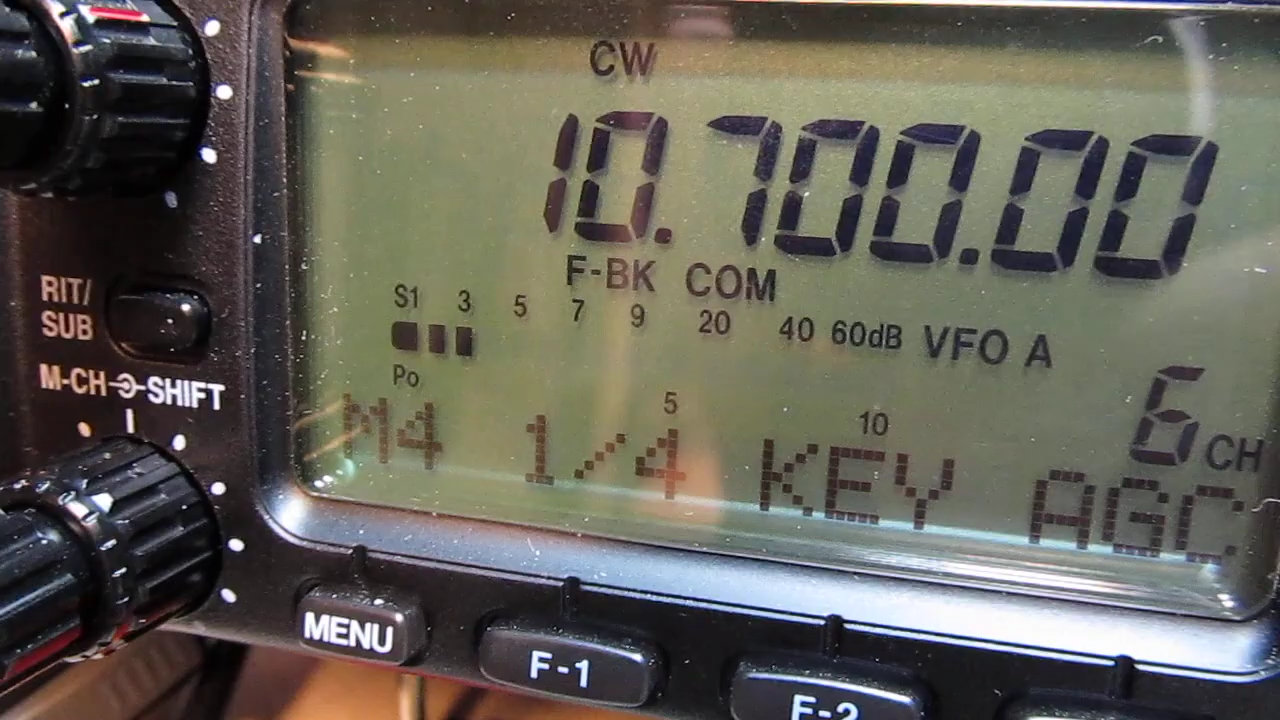 CW
10.700.00
F-BK COM
S1 3 5 7 9 20 40 60dB VFO A
Po 5 10
6 CH
M4 1/4 KEY AGC
RIT/
SUB
M-CH SHIFT
MENU F-1 F-2